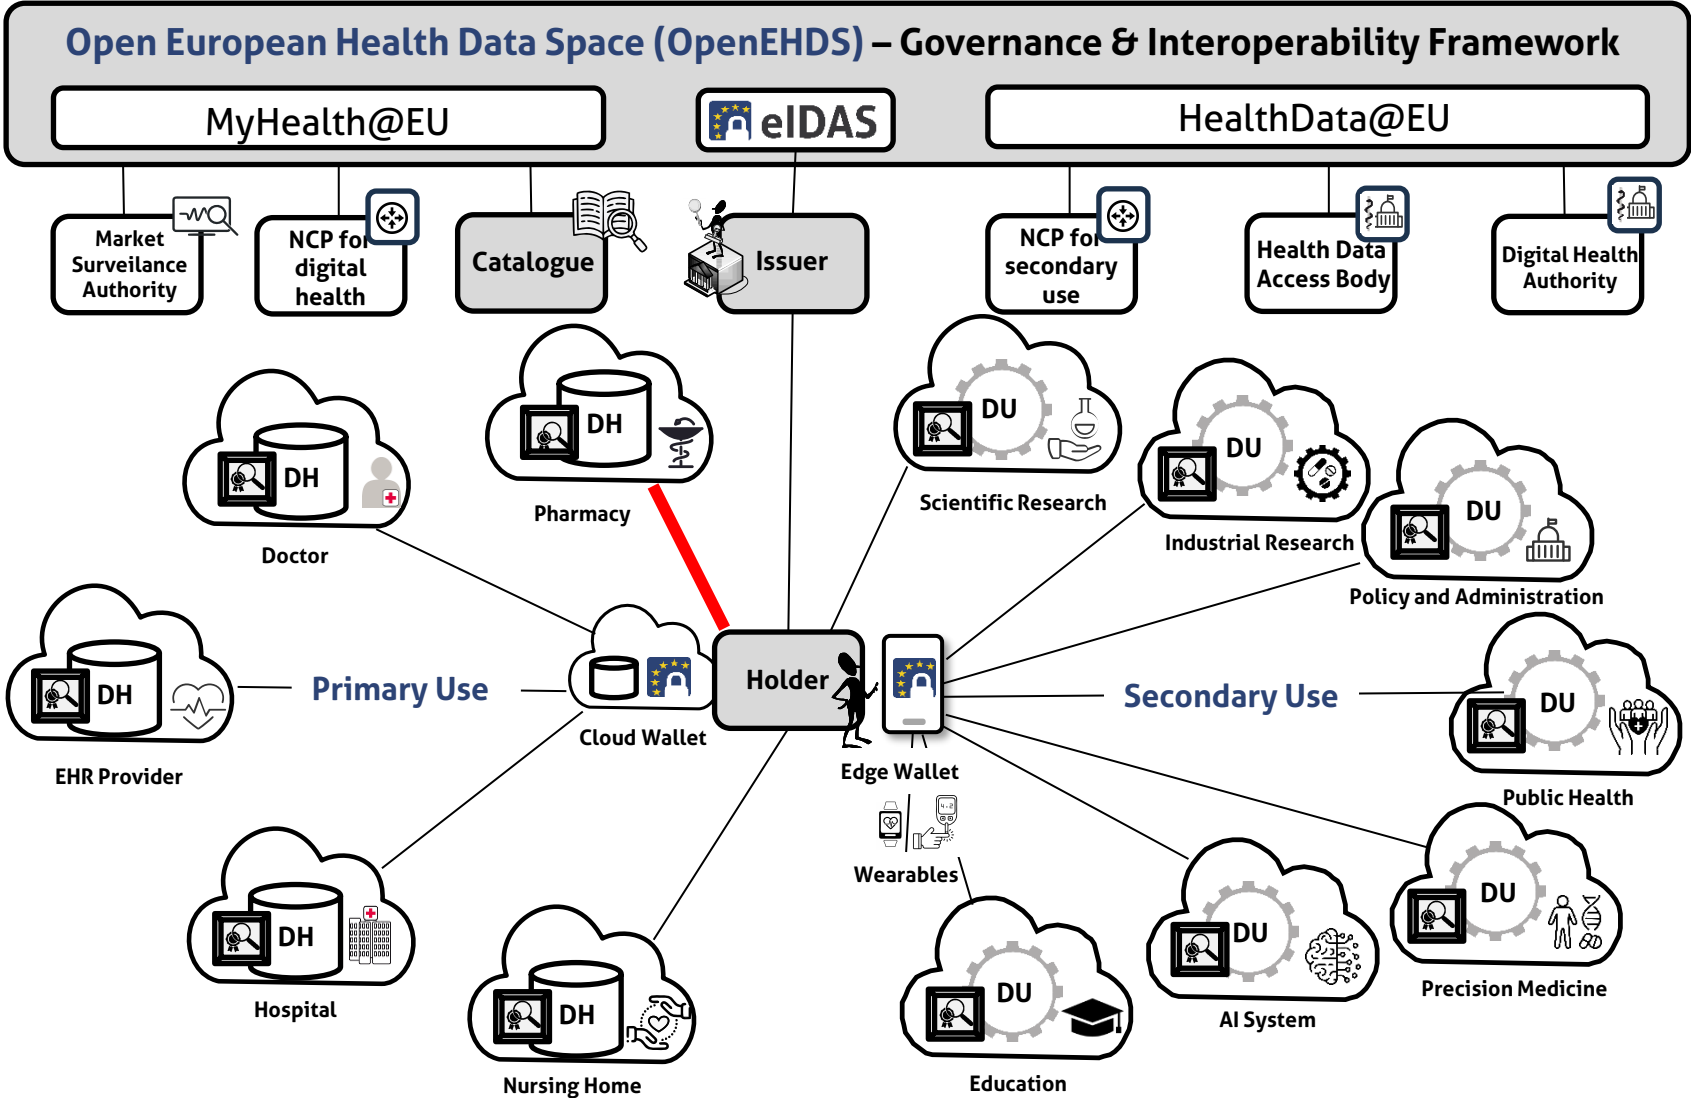 Open European Health Data Space (OpenEHDS) – Governance & Interoperability Framework
MyHealth@EU
eIDAS
HealthData@EU
Market
Surveilance
Authority
NCP for
digital
health
Catalogue
Issuer
NCP for
secondary
use
Health Data
Access Body
Digital Health
Authority
DH
Doctor
DH
Pharmacy
DU
Scientific Research
DU
Industrial Research
DU
Policy and Administration
DH
EHR Provider
Primary Use
Cloud Wallet
Holder
Edge Wallet
Secondary Use
DU
Public Health
4.2
Wearables
DH
Hospital
DH
Nursing Home
DU
Education
DU
AI System
DU
Precision Medicine